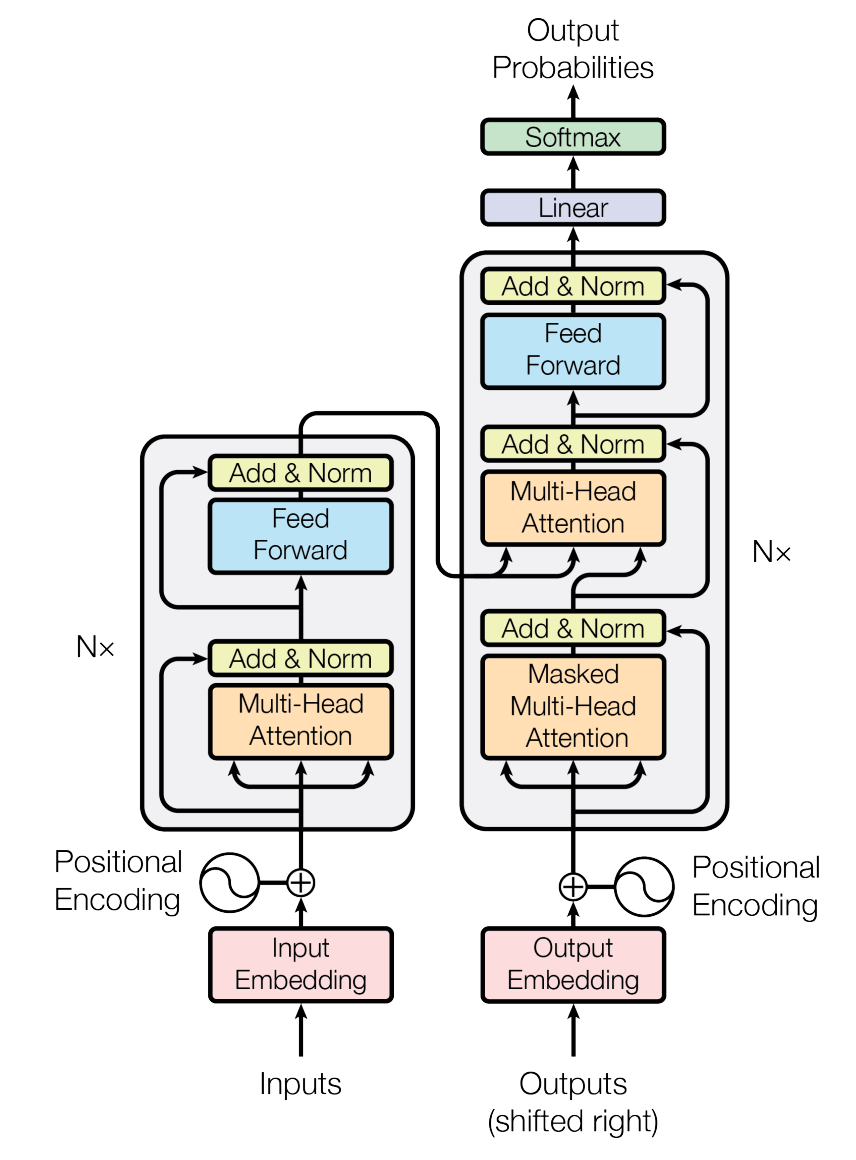 Output
Probabilities
Softmax
Linear
Add & Norm
Feed
Forward
Add & Norm
Multi-Head
Attention
N×
Add & Norm
Masked
Multi-Head
Attention
Add & Norm
Feed
Forward
N×
Add & Norm
Multi-Head
Attention
Positional
Encoding
Positional
Encoding
Input
Embedding
Output
Embedding
Inputs
Outputs
(shifted right)